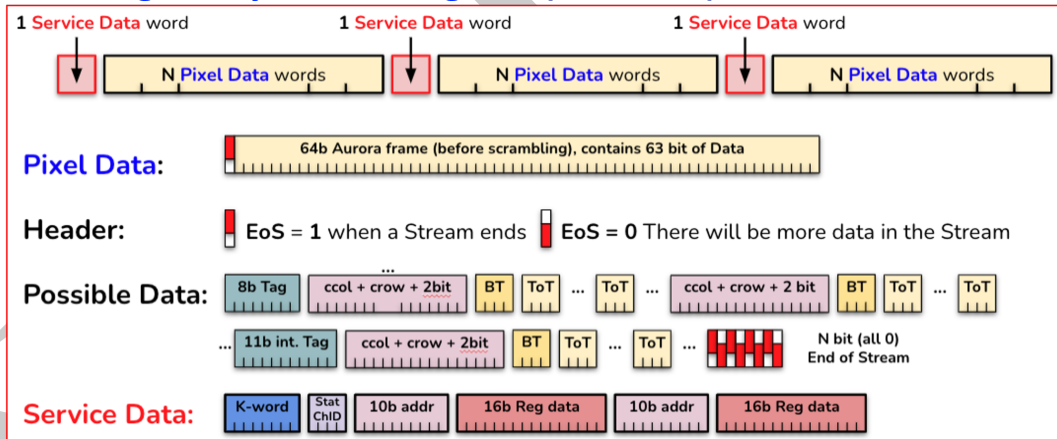 1 Service Data word 1 Service Data word 1 Service Data word
N Pixel Data words N Pixel Data words N Pixel Data words
Pixel Data: 64b Aurora frame (before scrambling), contains 63 bit of Data
Header: EoS = 1 when a Stream ends EoS = 0 There will be more data in the Stream
...
Possible Data: 8b Tag ccol + crow + 2bit BT ToT ... ToT ... ccol + crow + 2 bit BT ToT ... ToT
... 11b int. Tag ccol + crow + 2bit BT ToT ... ToT ... N bit (all 0)
End of Stream
Service Data: K-word Stat ChID 10b addr 16b Reg data 10b addr 16b Reg data